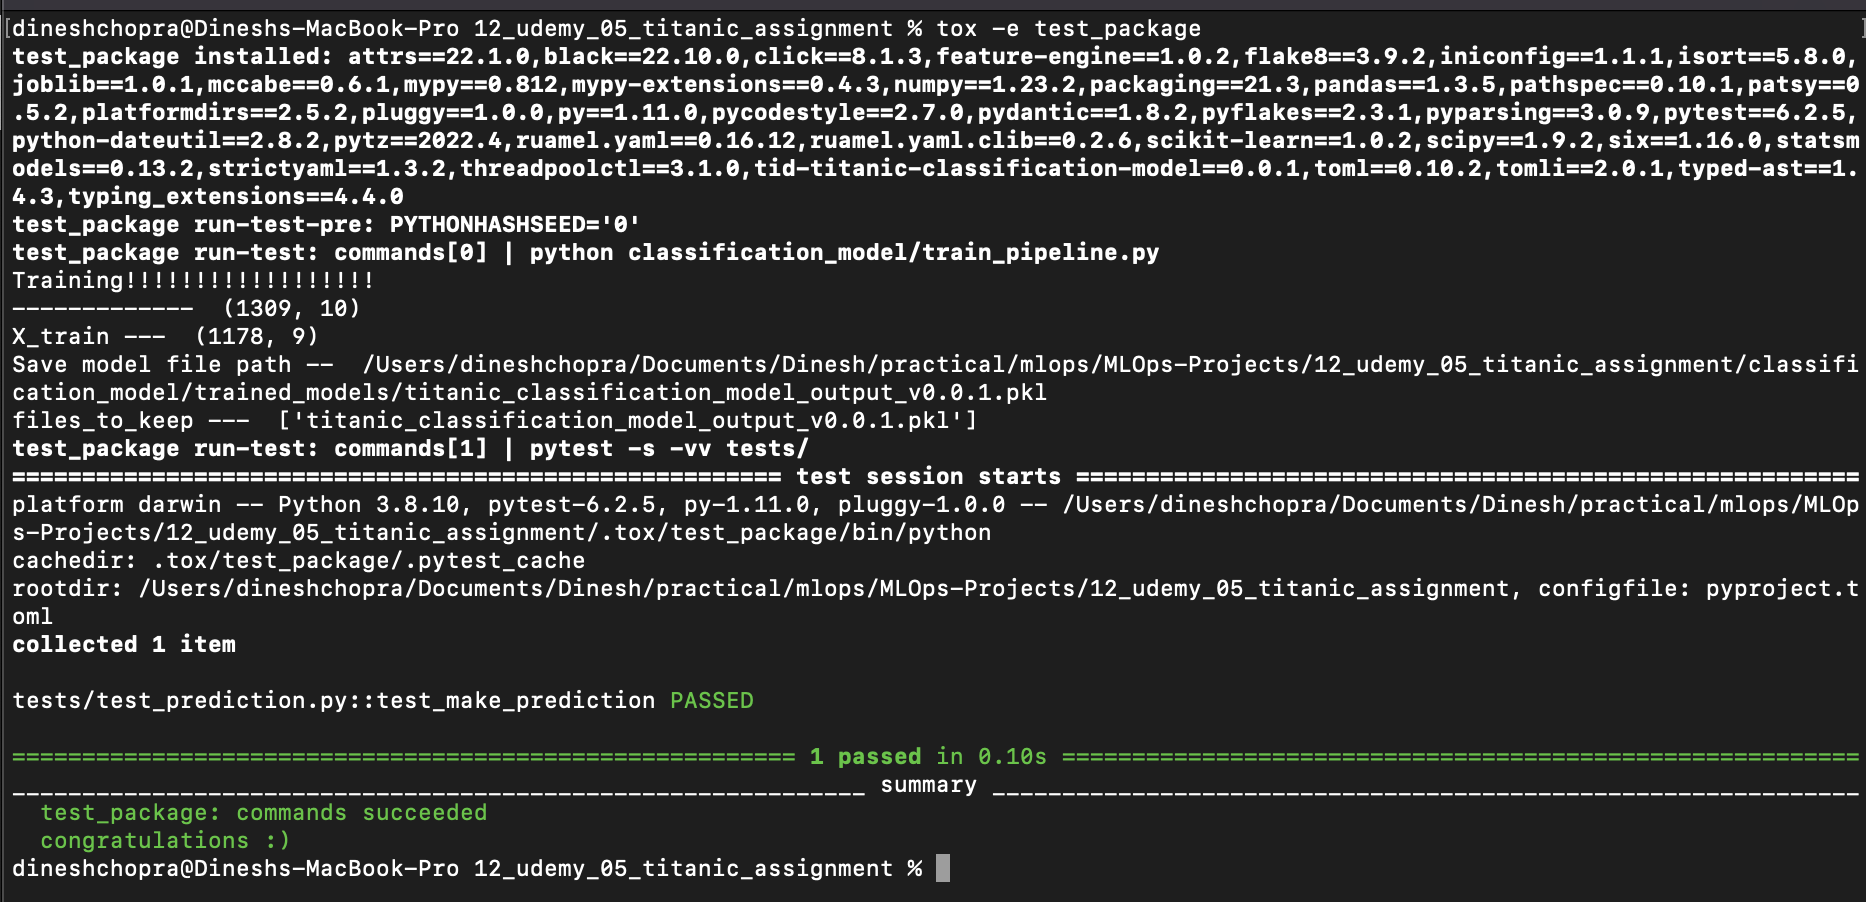 [dineshchopra@Dineshs-MacBook-Pro 12_udemy_05_titanic_assignment % tox -e test_package
test_package installed: attrs==22.1.0,black==22.10.0,click==8.1.3,feature-engine==1.0.2,flake8==3.9.2,iniconfig==1.1.1,isort==5.8.0,
joblib==1.0.1,mccabe==0.6.1,mypy==0.812,mypy-extensions==0.4.3,numpy==1.23.2,packaging==21.3,pandas==1.3.5,pathspec==0.10.1,patsy==0
.5.2,platformdirs==2.5.2,pluggy==1.0.0,py==1.11.0,pycodestyle==2.7.0,pydantic==1.8.2,pyflakes==2.3.1,pyparsing==3.0.9,pytest==6.2.5,
python-dateutil==2.8.2,pytz==2022.4,ruamel.yaml==0.16.12,ruamel.yaml.clib==0.2.6,scikit-learn==1.0.2,scipy==1.9.2,six==1.16.0,statsm
odels==0.13.2,strictyaml==1.3.2,threadpoolctl==3.1.0,tid-titanic-classification-model==0.0.1,toml==0.10.2,tomli==2.0.1,typed-ast==1.
4.3,typing_extensions==4.4.0
test_package run-test-pre: PYTHONHASHSEED='0'
test_package run-test: commands[0] | python classification_model/train_pipeline.py
Training!!!!!!!!!!!!!!!!!!
-------------  (1309, 10)
X_train ---  (1178, 9)
Save model file path --  /Users/dineshchopra/Documents/Dinesh/practical/mlops/MLOps-Projects/12_udemy_05_titanic_assignment/classifi
cation_model/trained_models/titanic_classification_model_output_v0.0.1.pkl
files_to_keep ---  ['titanic_classification_model_output_v0.0.1.pkl']
test_package run-test: commands[1] | pytest -s -vv tests/
======================================================= test session starts ========================================================
platform darwin -- Python 3.8.10, pytest-6.2.5, py-1.11.0, pluggy-1.0.0 -- /Users/dineshchopra/Documents/Dinesh/practical/mlops/MLOp
s-Projects/12_udemy_05_titanic_assignment/.tox/test_package/bin/python
cachedir: .tox/test_package/.pytest_cache
rootdir: /Users/dineshchopra/Documents/Dinesh/practical/mlops/MLOps-Projects/12_udemy_05_titanic_assignment, configfile: pyproject.t
oml
collected 1 item
tests/test_prediction.py::test_make_prediction PASSED
======================================================== 1 passed in 0.10s =========================================================
_____________________________________________________________ summary ______________________________________________________________
test_package: commands succeeded
congratulations :)
dineshchopra@Dineshs-MacBook-Pro 12_udemy_05_titanic_assignment %